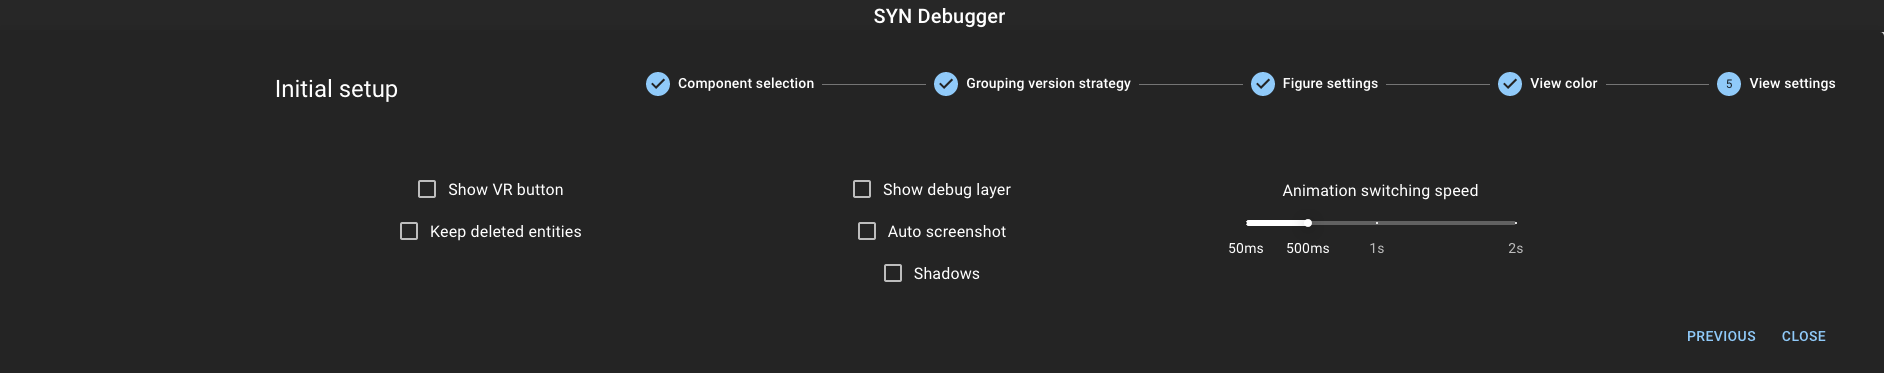 SYN Debugger
Initial setup
Component selection
Grouping version strategy
Figure settings
View color
5 View settings
Show VR button
Keep deleted entities
Show debug layer
Auto screenshot
Shadows
Animation switching speed
50ms 500ms 1s 2s
PREVIOUS CLOSE